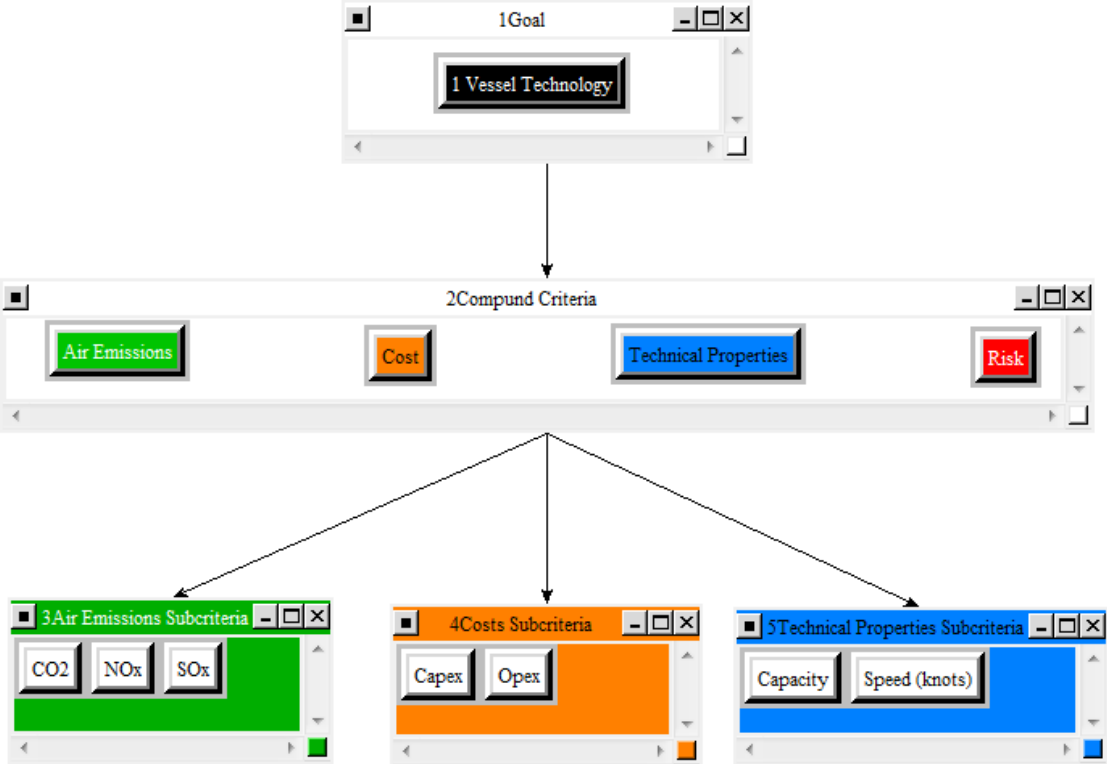 1Goal
1 Vessel Technology
2Compund Criteria
Air Emissions
Cost
Technical Properties
Risk
3Air Emissions Subcriteria
CO2
NOx
SOx
4Costs Subcriteria
Capex
Opex
5Technical Properties Subcriteria
Capacity
Speed (knots)